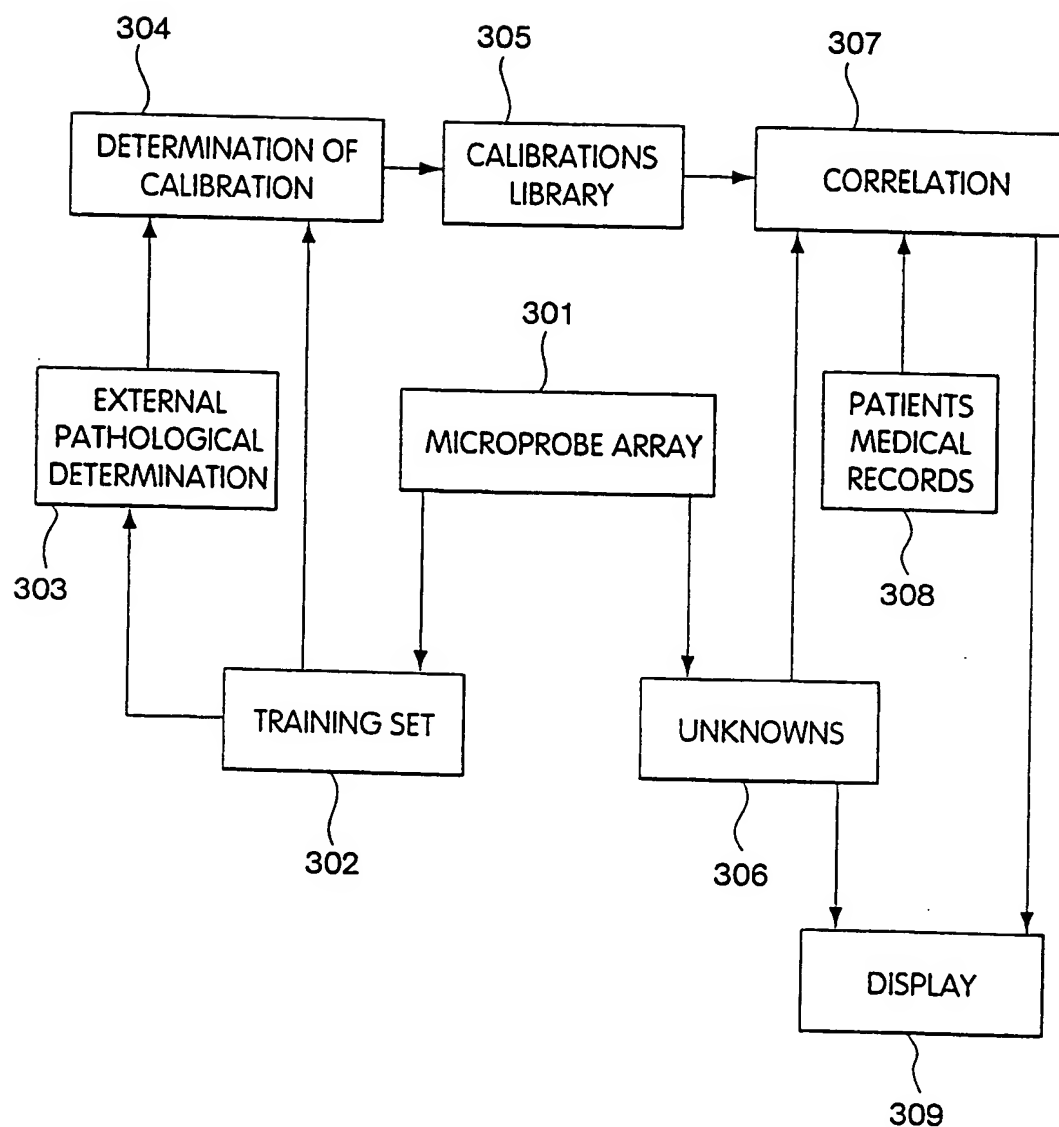 304
305
307
DETERMINATION OF
CALIBRATION
CALIBRATIONS
LIBRARY
CORRELATION
301
EXTERNAL
PATHOLOGICAL
DETERMINATION
MICROPROBE ARRAY
PATIENTS
MEDICAL
RECORDS
303
308
TRAINING SET
UNKNOWNS
302
306
DISPLAY
309